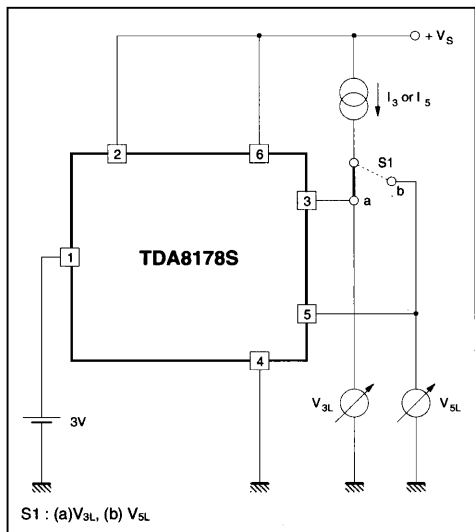 + V_S
I_3 or I_5
S1
2
6
b
3
a
1
TDA8178S
5
4
V_3L
V_5L
3V
S1 : (a)V_3L, (b) V_5L